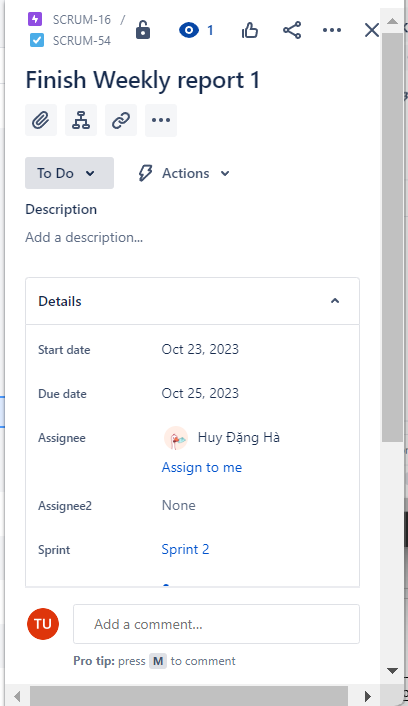 SCRUM-16 /
SCRUM-54
1
Finish Weekly report 1
To Do
Actions
Description
Add a description...
Details
Start date
Oct 23, 2023
Due date
Oct 25, 2023
Assignee
Huy Đặng Hà
Assign to me
Assignee2
None
Sprint
Sprint 2
TU
Add a comment...
Pro tip: press M to comment